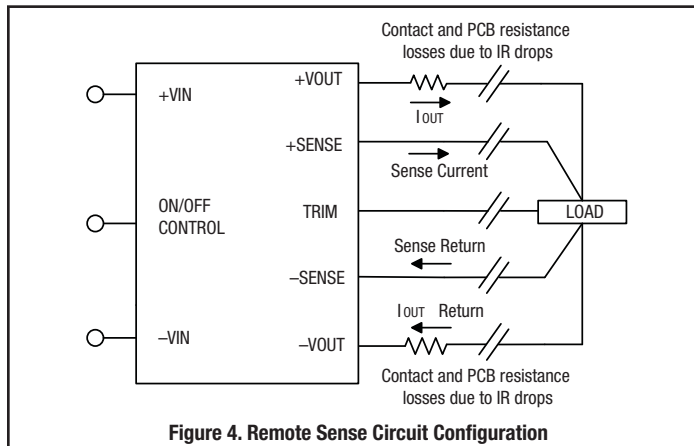 Contact and PCB resistance
losses due to IR drops
+VOUT
+VIN
IOUT
+SENSE
Sense Current
ON/OFF
CONTROL
TRIM
LOAD
Sense Return
–SENSE
IOUT Return
–VIN
–VOUT
Contact and PCB resistance
losses due to IR drops
Figure 4. Remote Sense Circuit Configuration